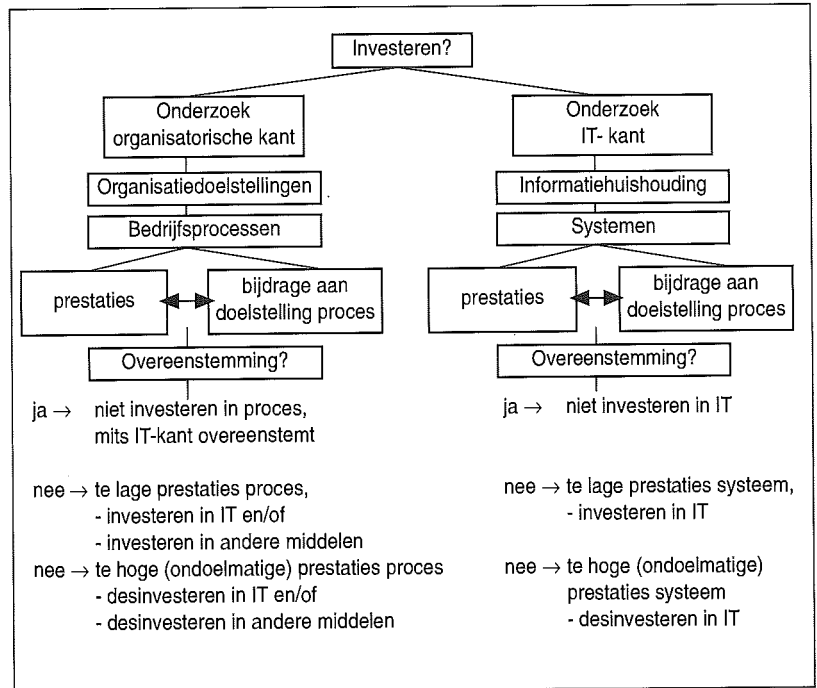 Investeren?
Onderzoek
organisatorische kant
Organisatiedoelstellingen
Bedrijfsprocessen
prestaties
bijdrage aan
doelstelling proces
Overeenstemming?
ja → niet investeren in proces,
mits IT-kant overeenstemt
nee → te lage prestaties proces,
- investeren in IT en/of
- investeren in andere middelen
nee → te hoge (ondoelmatige) prestaties proces
- desinvesteren in IT en/of
- desinvesteren in andere middelen
Onderzoek
IT- kant
Informatiehuishouding
Systemen
prestaties
bijdrage aan
doelstelling proces
Overeenstemming?
ja → niet investeren in IT
nee → te lage prestaties systeem,
- investeren in IT
nee → te hoge (ondoelmatige)
prestaties systeem
- desinvesteren in IT